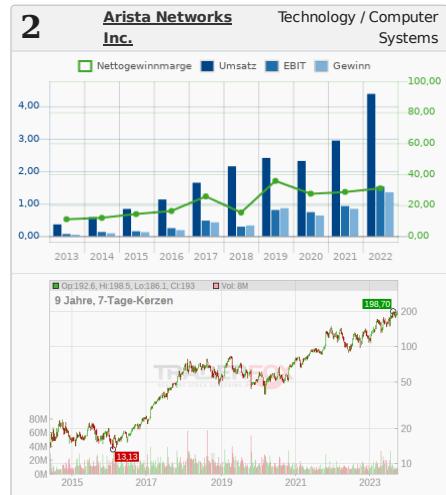 2
Arista Networks Inc.
Technology / Computer Systems
Nettogewinnmarge Umsatz EBIT Gewinn
100,00
4,00
80,00
3,00
60,00
2,00
40,00
1,00
20,00
0,00 0,00
2013 2014 2015 2016 2017 2018 2019 2020 2021 2022
Op:192.6, Hi:198.5, Lo:186.1, Cl:193 Vol: 8M
9 Jahre, 7-Tage-Kerzen
198,70
200
100
50
80M
60M
40M
20M
0M
20
10
13,13
2015 2017 2019 2021 2023